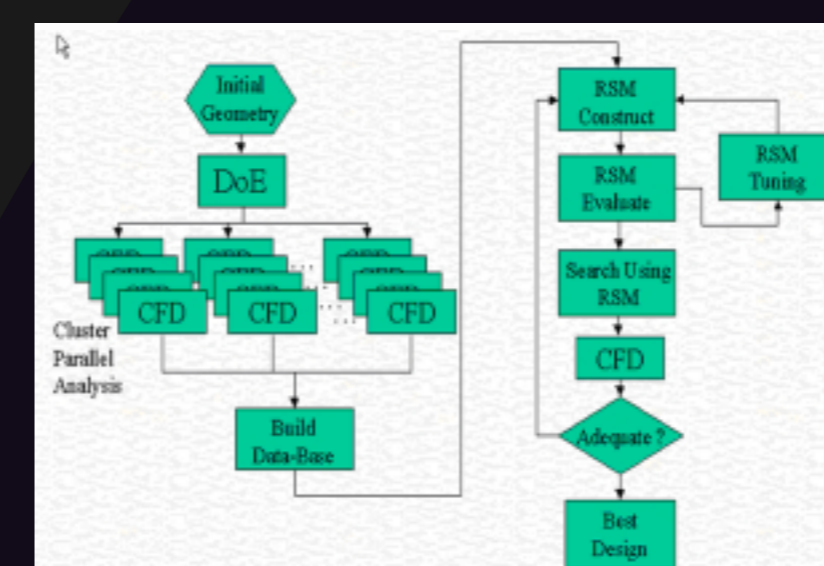 Initial
Geometry
DoE
CFD
CFD
CFD
Cluster
Parallel
Analysis
Build
Data-Base
RSM
Construct
RSM
Evaluate
RSM
Tuning
Search Using
RSM
CFD
Adequate ?
Best
Design